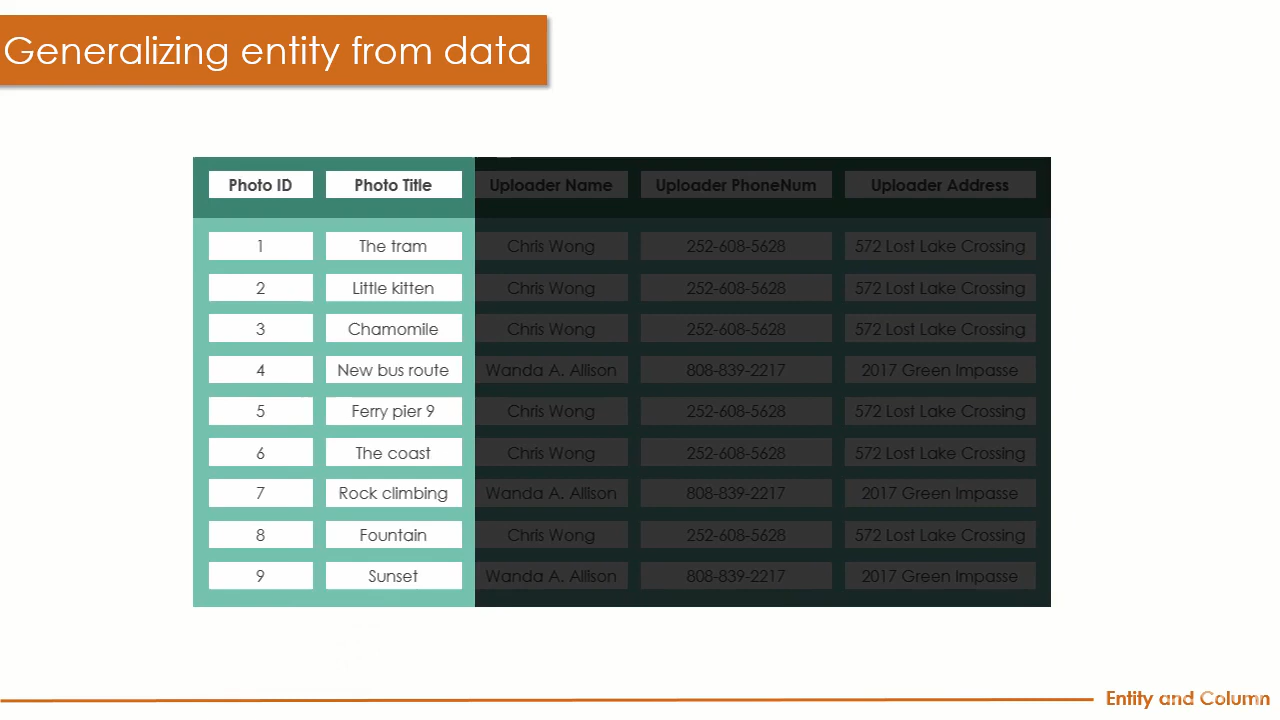 Generalizing entity from data
Photo ID Photo Title Uploader Name Uploader PhoneNum Uploader Address
1 The tram Chris Wong 252-608-5628 572 Lost Lake Crossing
2 Little kitten Chris Wong 252-608-5628 572 Lost Lake Crossing
3 Chamomile Chris Wong 252-608-5628 572 Lost Lake Crossing
4 New bus route Wanda A. Allison 808-839-2217 2017 Green Impasse
5 Ferry pier 9 Chris Wong 252-608-5628 572 Lost Lake Crossing
6 The coast Chris Wong 252-608-5628 572 Lost Lake Crossing
7 Rock climbing Wanda A. Allison 808-839-2217 2017 Green Impasse
8 Fountain Chris Wong 252-608-5628 572 Lost Lake Crossing
9 Sunset Wanda A. Allison 808-839-2217 2017 Green Impasse
Entity and Column